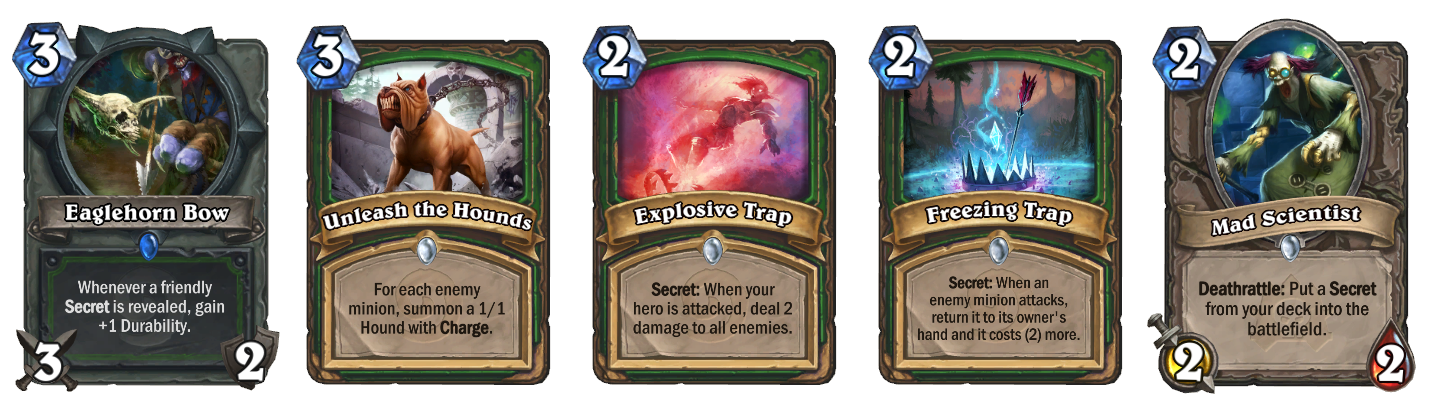 3
Eaglehorn Bow
Whenever a friendly
Secret is revealed, gain
+1 Durability.
3
2
3
Unleash the Hounds
For each enemy
minion, summon a 1/1
Hound with Charge.
2
Explosive Trap
Secret: When your
hero is attacked, deal 2
damage to all enemies.
2
Freezing Trap
Secret: When an
enemy minion attacks,
return it to its owner's
hand and it costs (2) more.
2
Mad Scientist
Deathrattle: Put a Secret
from your deck into the
battlefield.
2
2